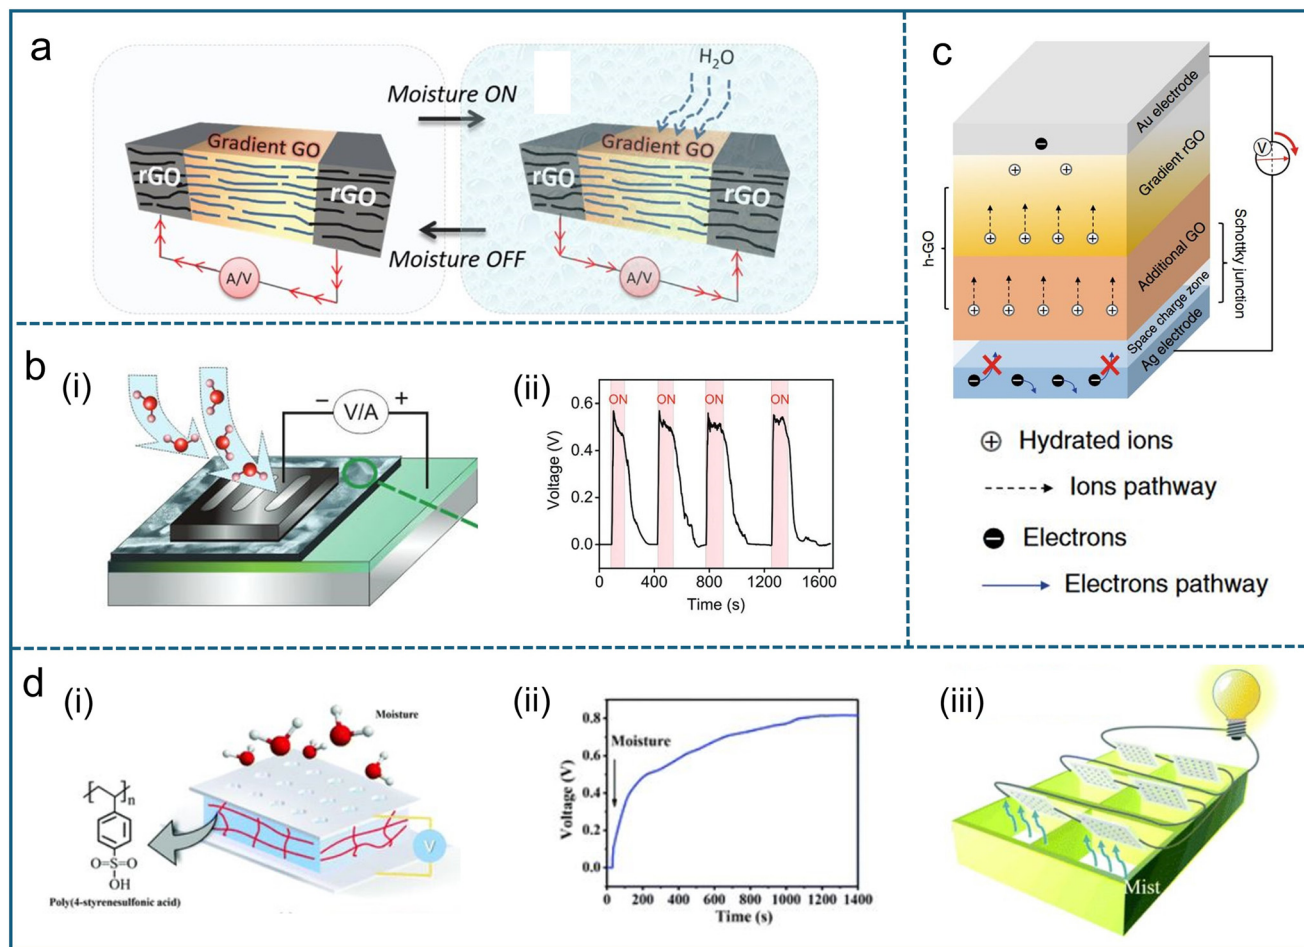 a
Moisture ON
H₂O
Gradient GO
rGO
rGO
Gradient GO
rGO
rGO
Moisture OFF
A/V
A/V
b
(i)
−
V/A
+
(ii)
ON
ON
ON
ON
Voltage (V)
0.6
0.4
0.2
0.0
0
400
800
1200
1600
Time (s)
c
Au electrode
Gradient rGO
Additional GO
Space charge zone
Ag electrode
h-GO
Schottky junction
V
Hydrated ions
Ions pathway
Electrons
Electrons pathway
d
(i)
Moisture
n
O=S=O
OH
Poly(4-styrenesulfonic acid)
V
(ii)
Moisture
Voltage (V)
0.8
0.6
0.4
0.2
0.0
0
200
400
600
800
1000
1200
1400
Time (s)
(iii)
Mist